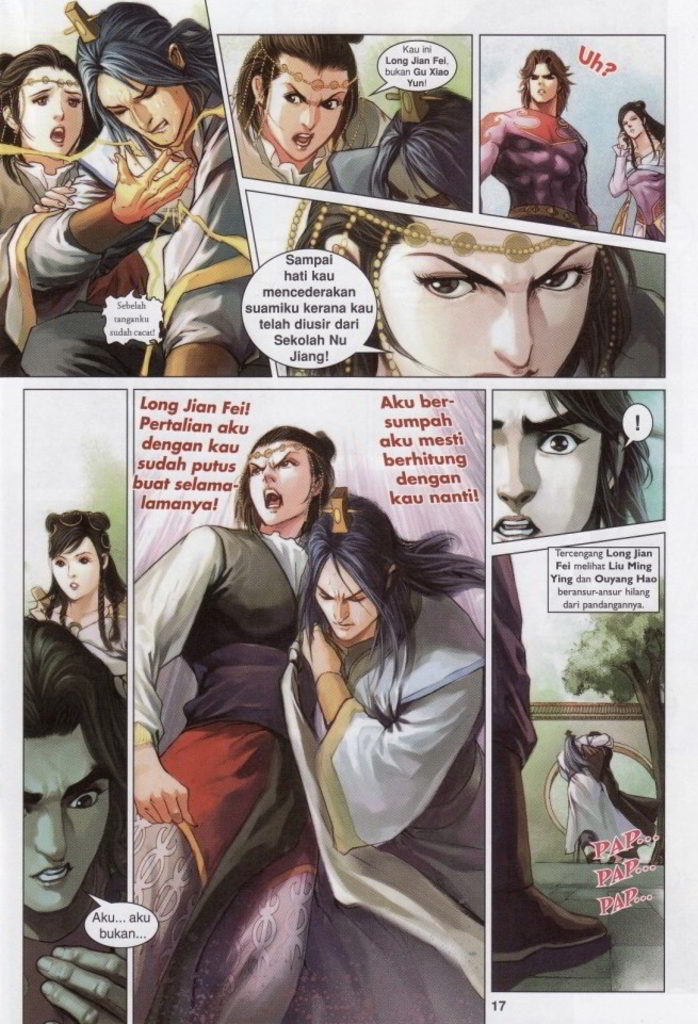 Sebelah
tanganku
sudah cacat!
Kau ini
Long Jian Fei,
bukan Gu Xiao
Yun!
Uh?
Sampai
hati kau
mencederakan
suamiku kerana kau
telah diusir dari
Sekolah Nu
Jiang!
Aku... aku
bukan...
Long Jian Fei!
Pertalian aku
dengan kau
sudah putus
buat selama-
lamanya!
Aku ber-
sumpah
aku mesti
berhitung
dengan
kau nanti!
!
Tercengang Long Jian
Fei melihat Liu Ming
Ying dan Ouyang Hao
beransur-ansur hilang
dari pandangannya.
PAP...
PAP...
PAP...
17